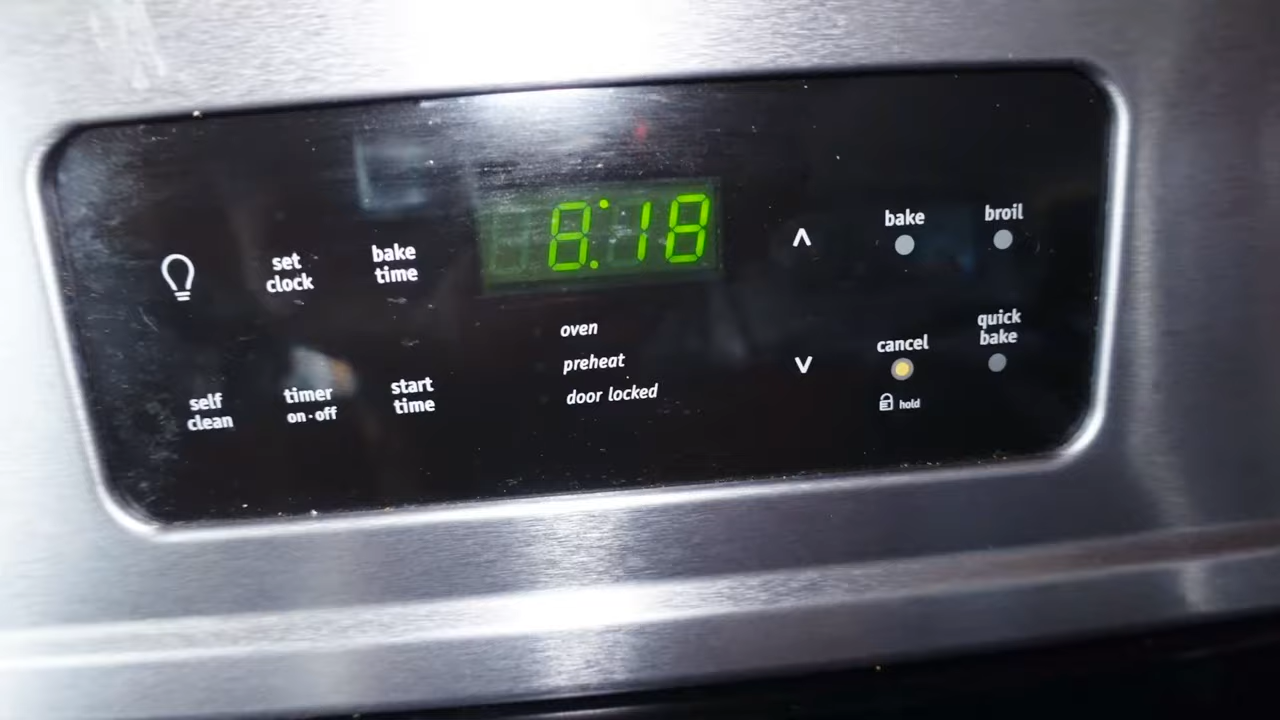 8:18
set
clock
bake
time
bake
broil
oven
preheat
door locked
self
clean
timer
on-off
start
time
cancel
hold
quick
bake